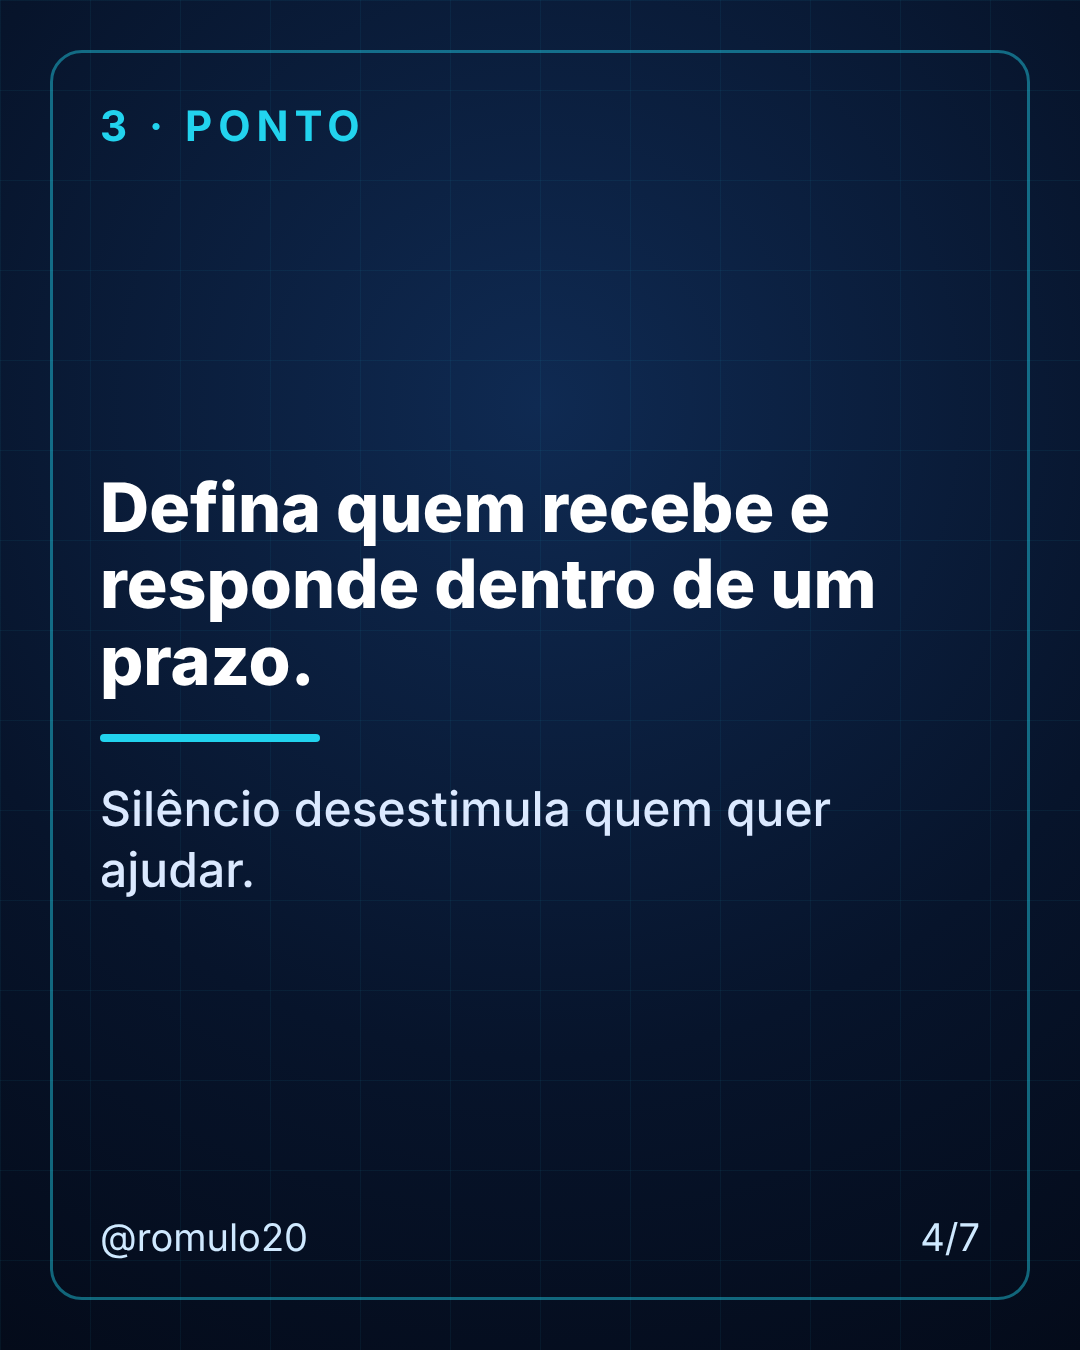 3 · PONTO
Defina quem recebe e
responde dentro de um
prazo.
Silêncio desestimula quem quer
ajudar.
@romulo20
4/7